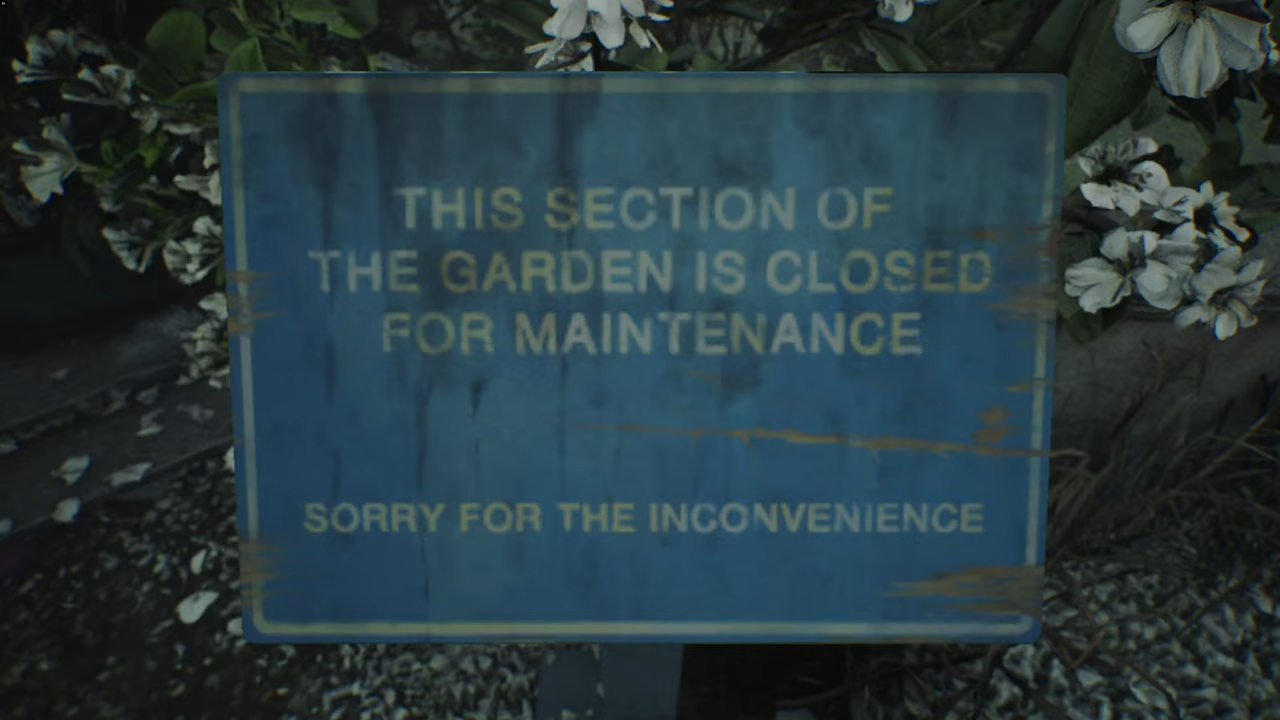 THIS SECTION OF
THE GARDEN IS CLOSED
FOR MAINTENANCE
SORRY FOR THE INCONVENIENCE